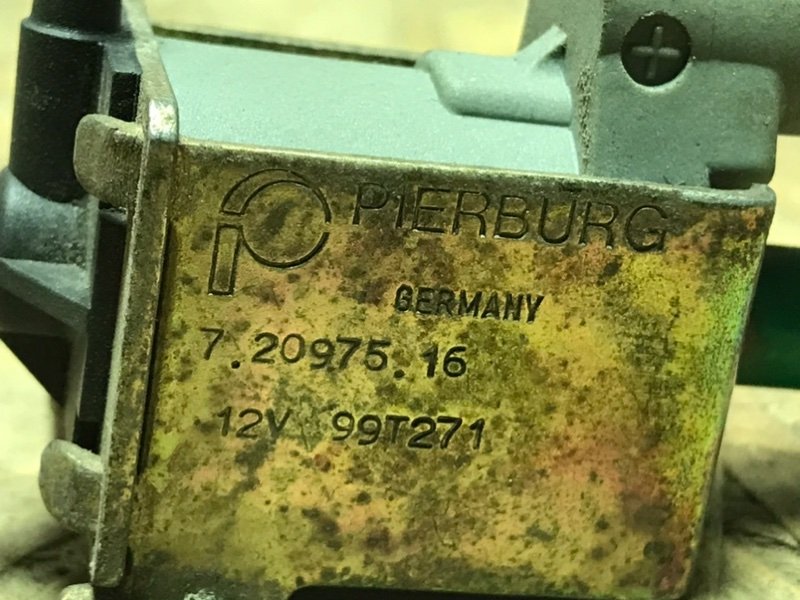 PIERBURG
GERMANY
7.20975.16
12V 99T271